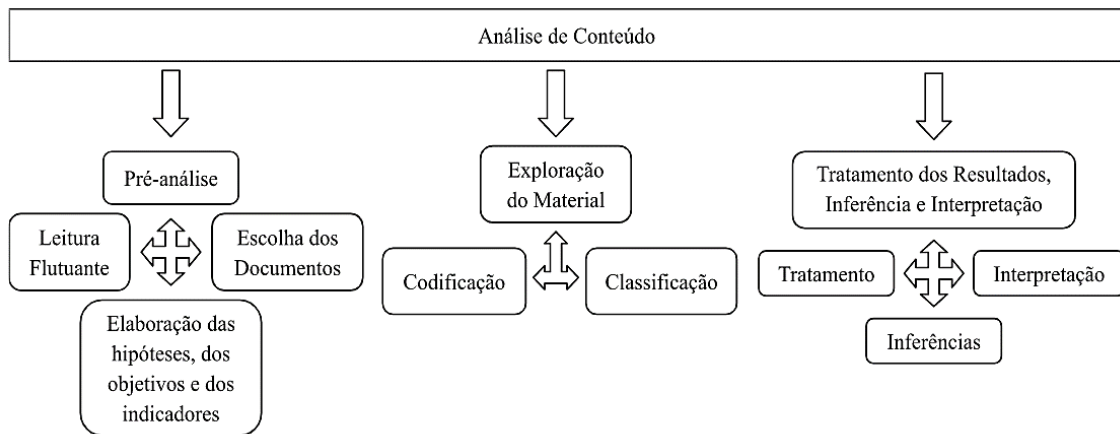 Análise de Conteúdo
Pré-análise
Leitura
Flutuante
Escolha dos
Documentos
Elaboração das
hipóteses, dos
objetivos e dos
indicadores
Exploração
do Material
Codificação
Classificação
Tratamento dos Resultados,
Inferência e Interpretação
Tratamento
Interpretação
Inferências